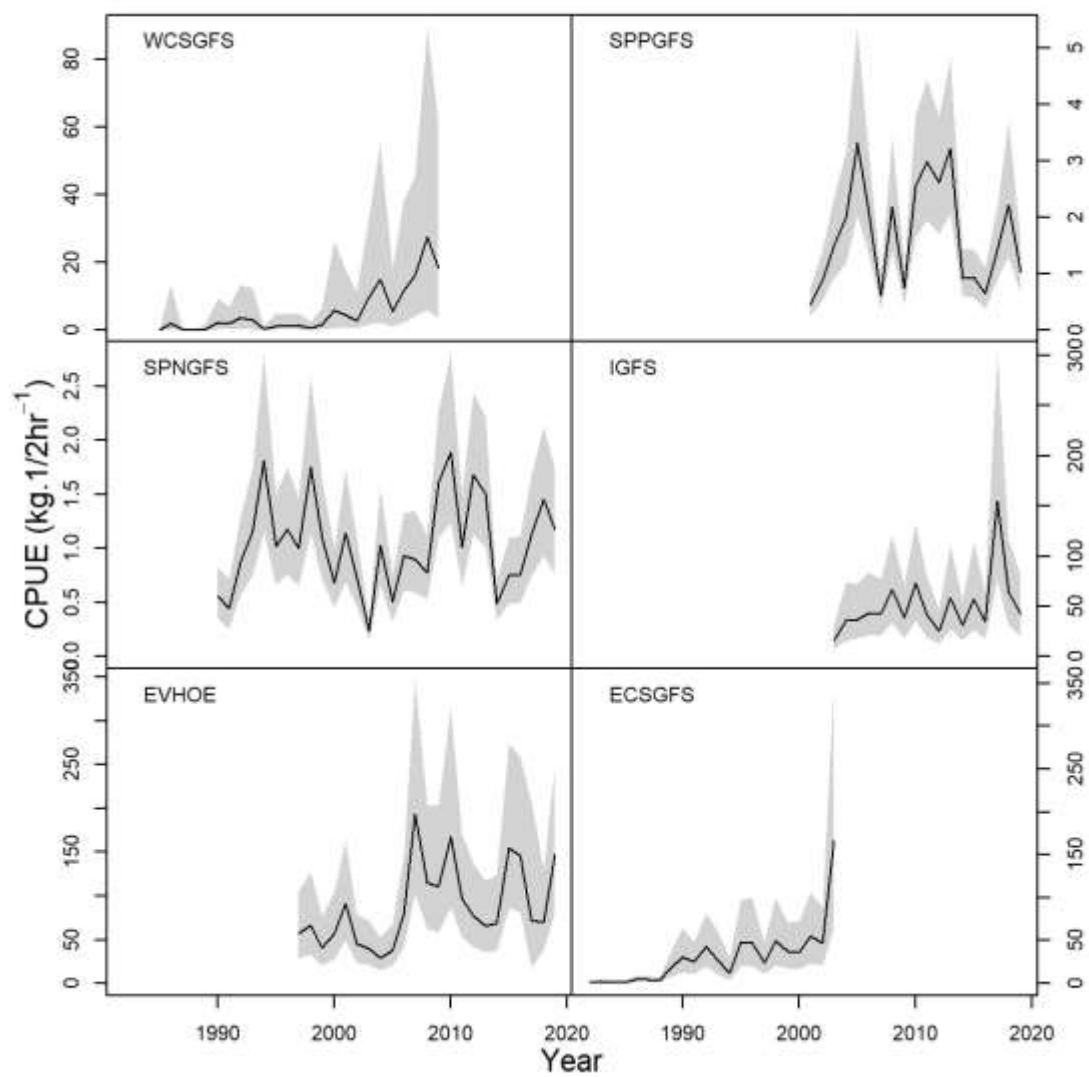 WCSGFS
SPPGFS
0 20 40 60 80
0 1 2 3 4 5
SPNGFS
IGFS
0.0 0.5 1.0 1.5 2.0 2.5
0 50 100 200 300
EVHOE
ECSGFS
0 50 150 250 350
0 50 150 250 350
CPUE (kg.1/2hr⁻¹)
1990 2000 2010 2020
1990 2000 2010 2020
Year